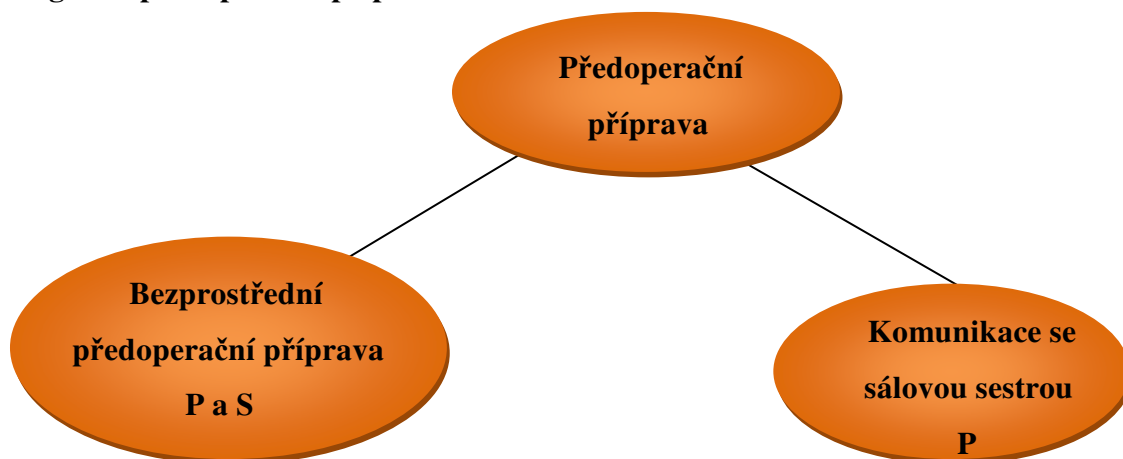 Předoperační
příprava
Bezprostřední
předoperační příprava
P a S
Komunikace se
sálovou sestrou
P